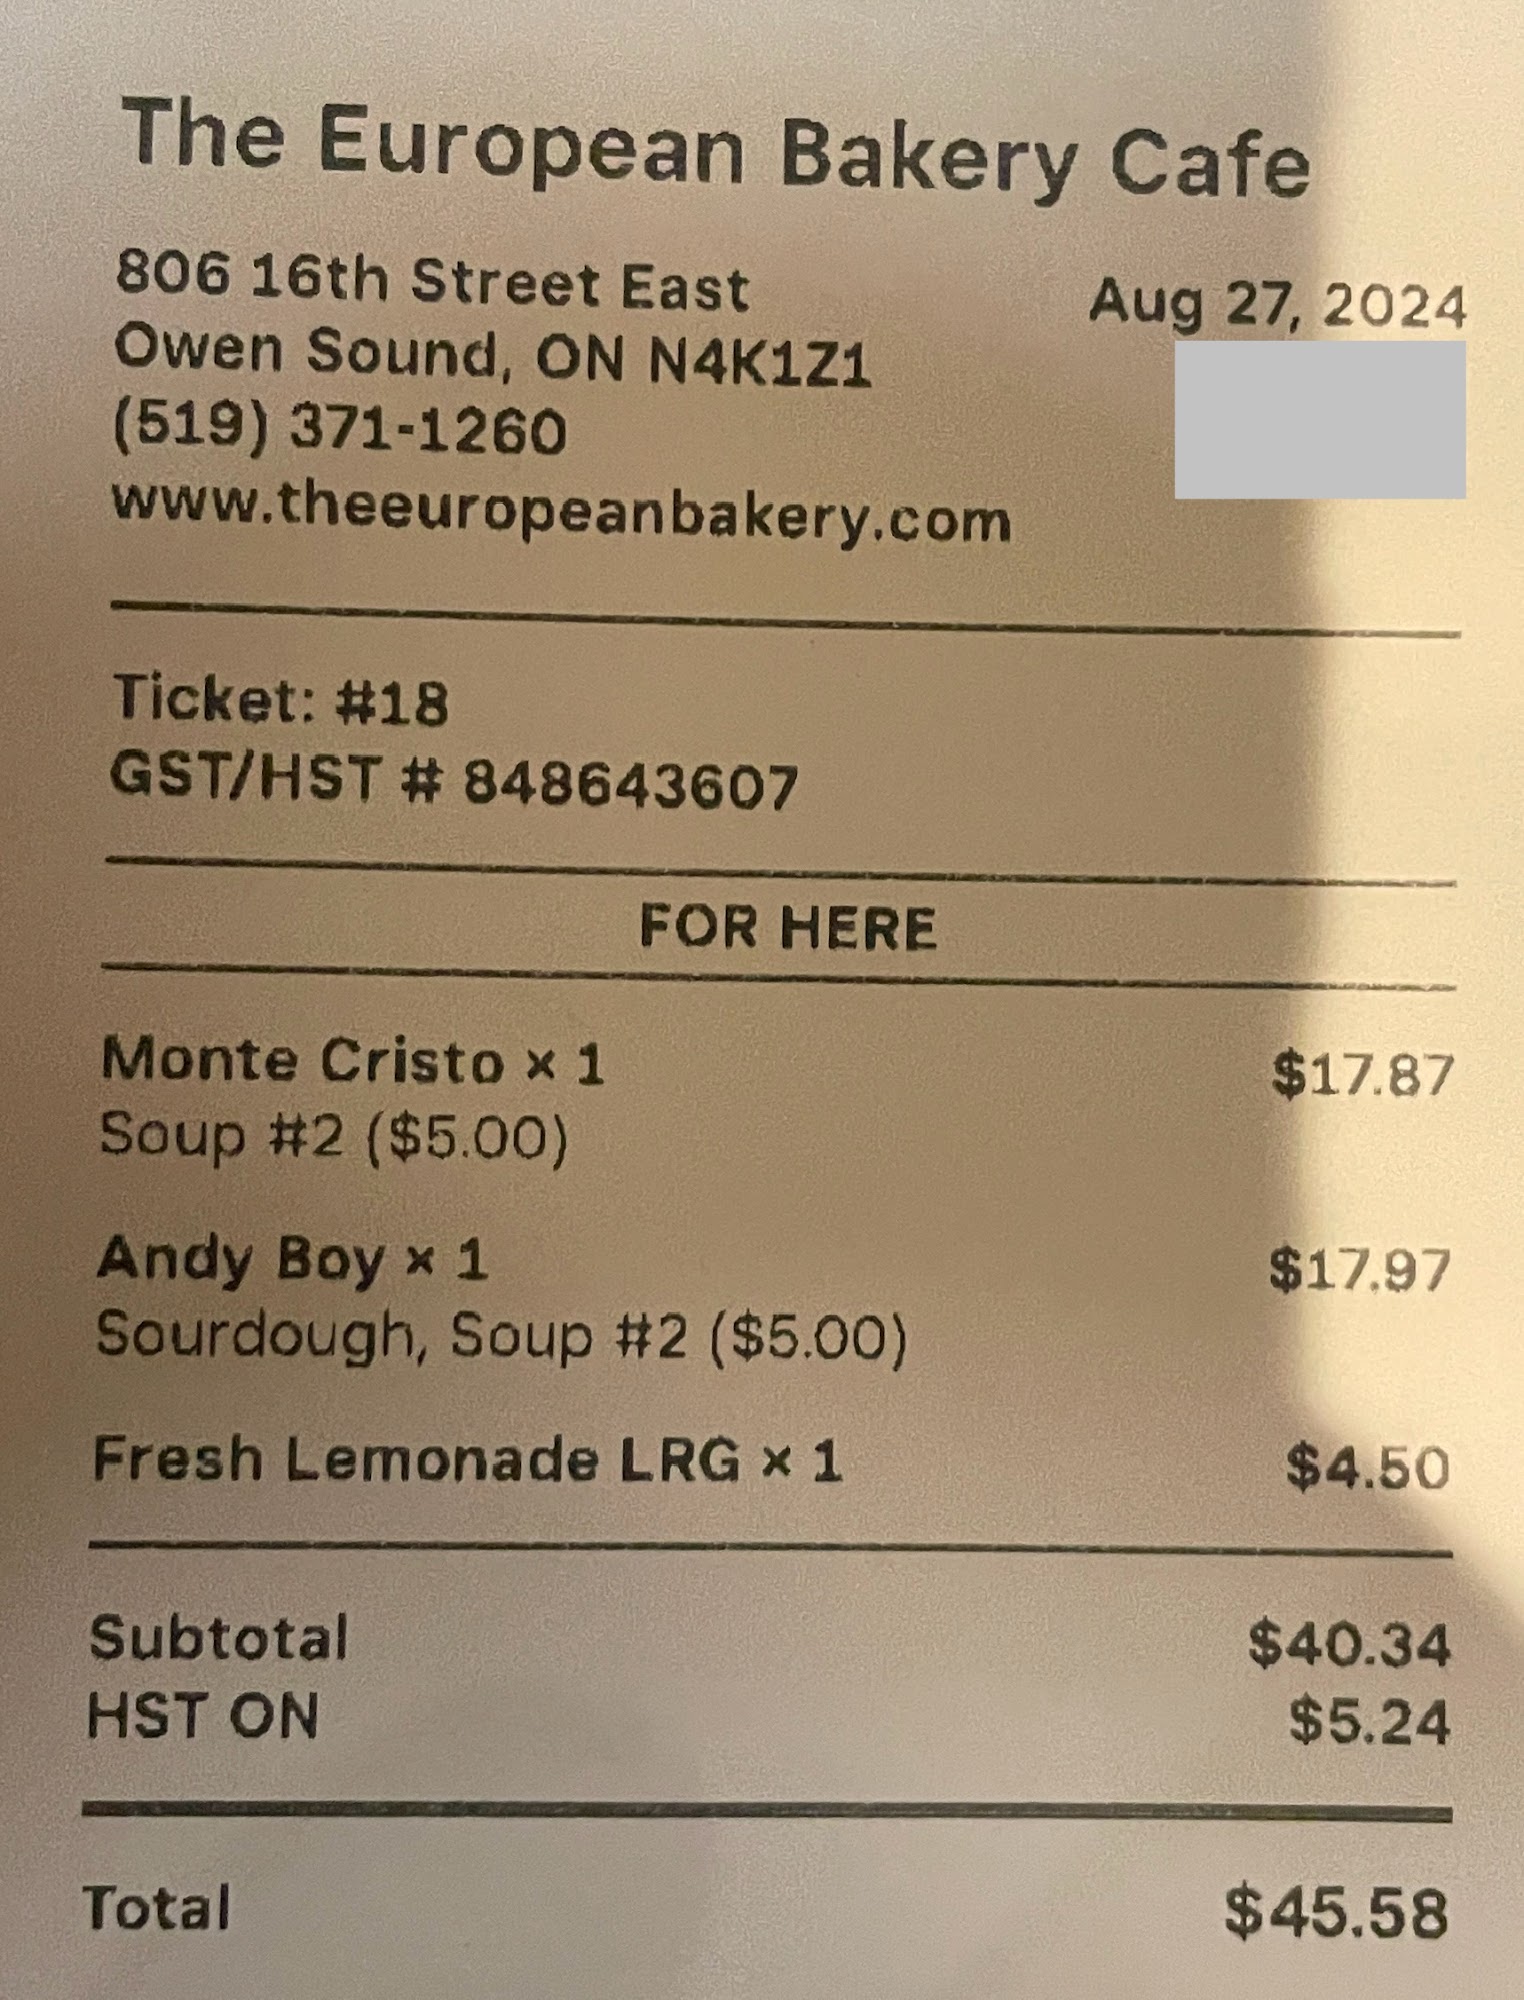 The European Bakery Cafe
806 16th Street East
Owen Sound, ON N4K1Z1
(519) 371-1260
www.theeuropeanbakery.com
Aug 27, 2024
Ticket: #18
GST/HST # 848643607
FOR HERE
Monte Cristo × 1 $17.87
Soup #2 ($5.00)
Andy Boy × 1 $17.97
Sourdough, Soup #2 ($5.00)
Fresh Lemonade LRG × 1 $4.50
Subtotal $40.34
HST ON $5.24
Total $45.58